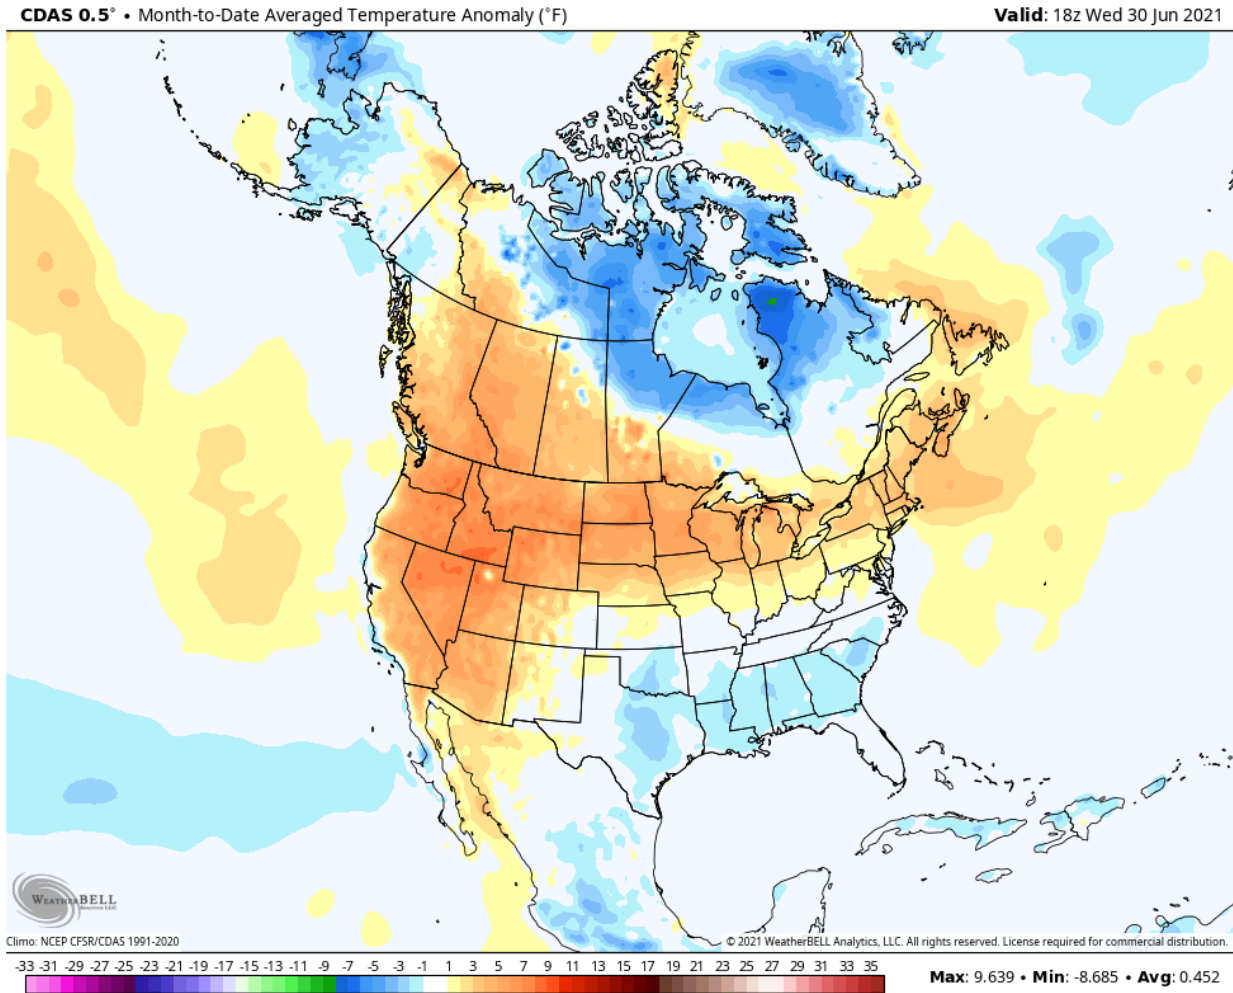 CDAS 0.5° • Month-to-Date Averaged Temperature Anomaly (°F)
Valid: 18z Wed 30 Jun 2021
WEATHERBELL
Analytics LLC
Climo: NCEP CFSR/CDAS 1991-2020
© 2021 WeatherBELL Analytics, LLC. All rights reserved. License required for commercial distribution.
-33 -31 -29 -27 -25 -23 -21 -19 -17 -15 -13 -11 -9 -7 -5 -3 -1 1 3 5 7 9 11 13 15 17 19 21 23 25 27 29 31 33 35
Max: 9.639 • Min: -8.685 • Avg: 0.452